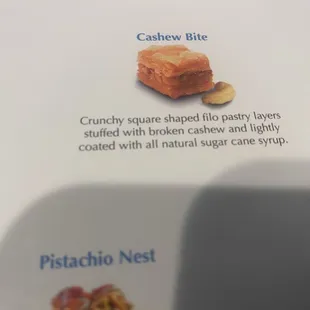 Cashew Bite
Crunchy square shaped filo pastry layers
stuffed with broken cashew and lightly
coated with all natural sugar cane syrup.
Pistachio Nest